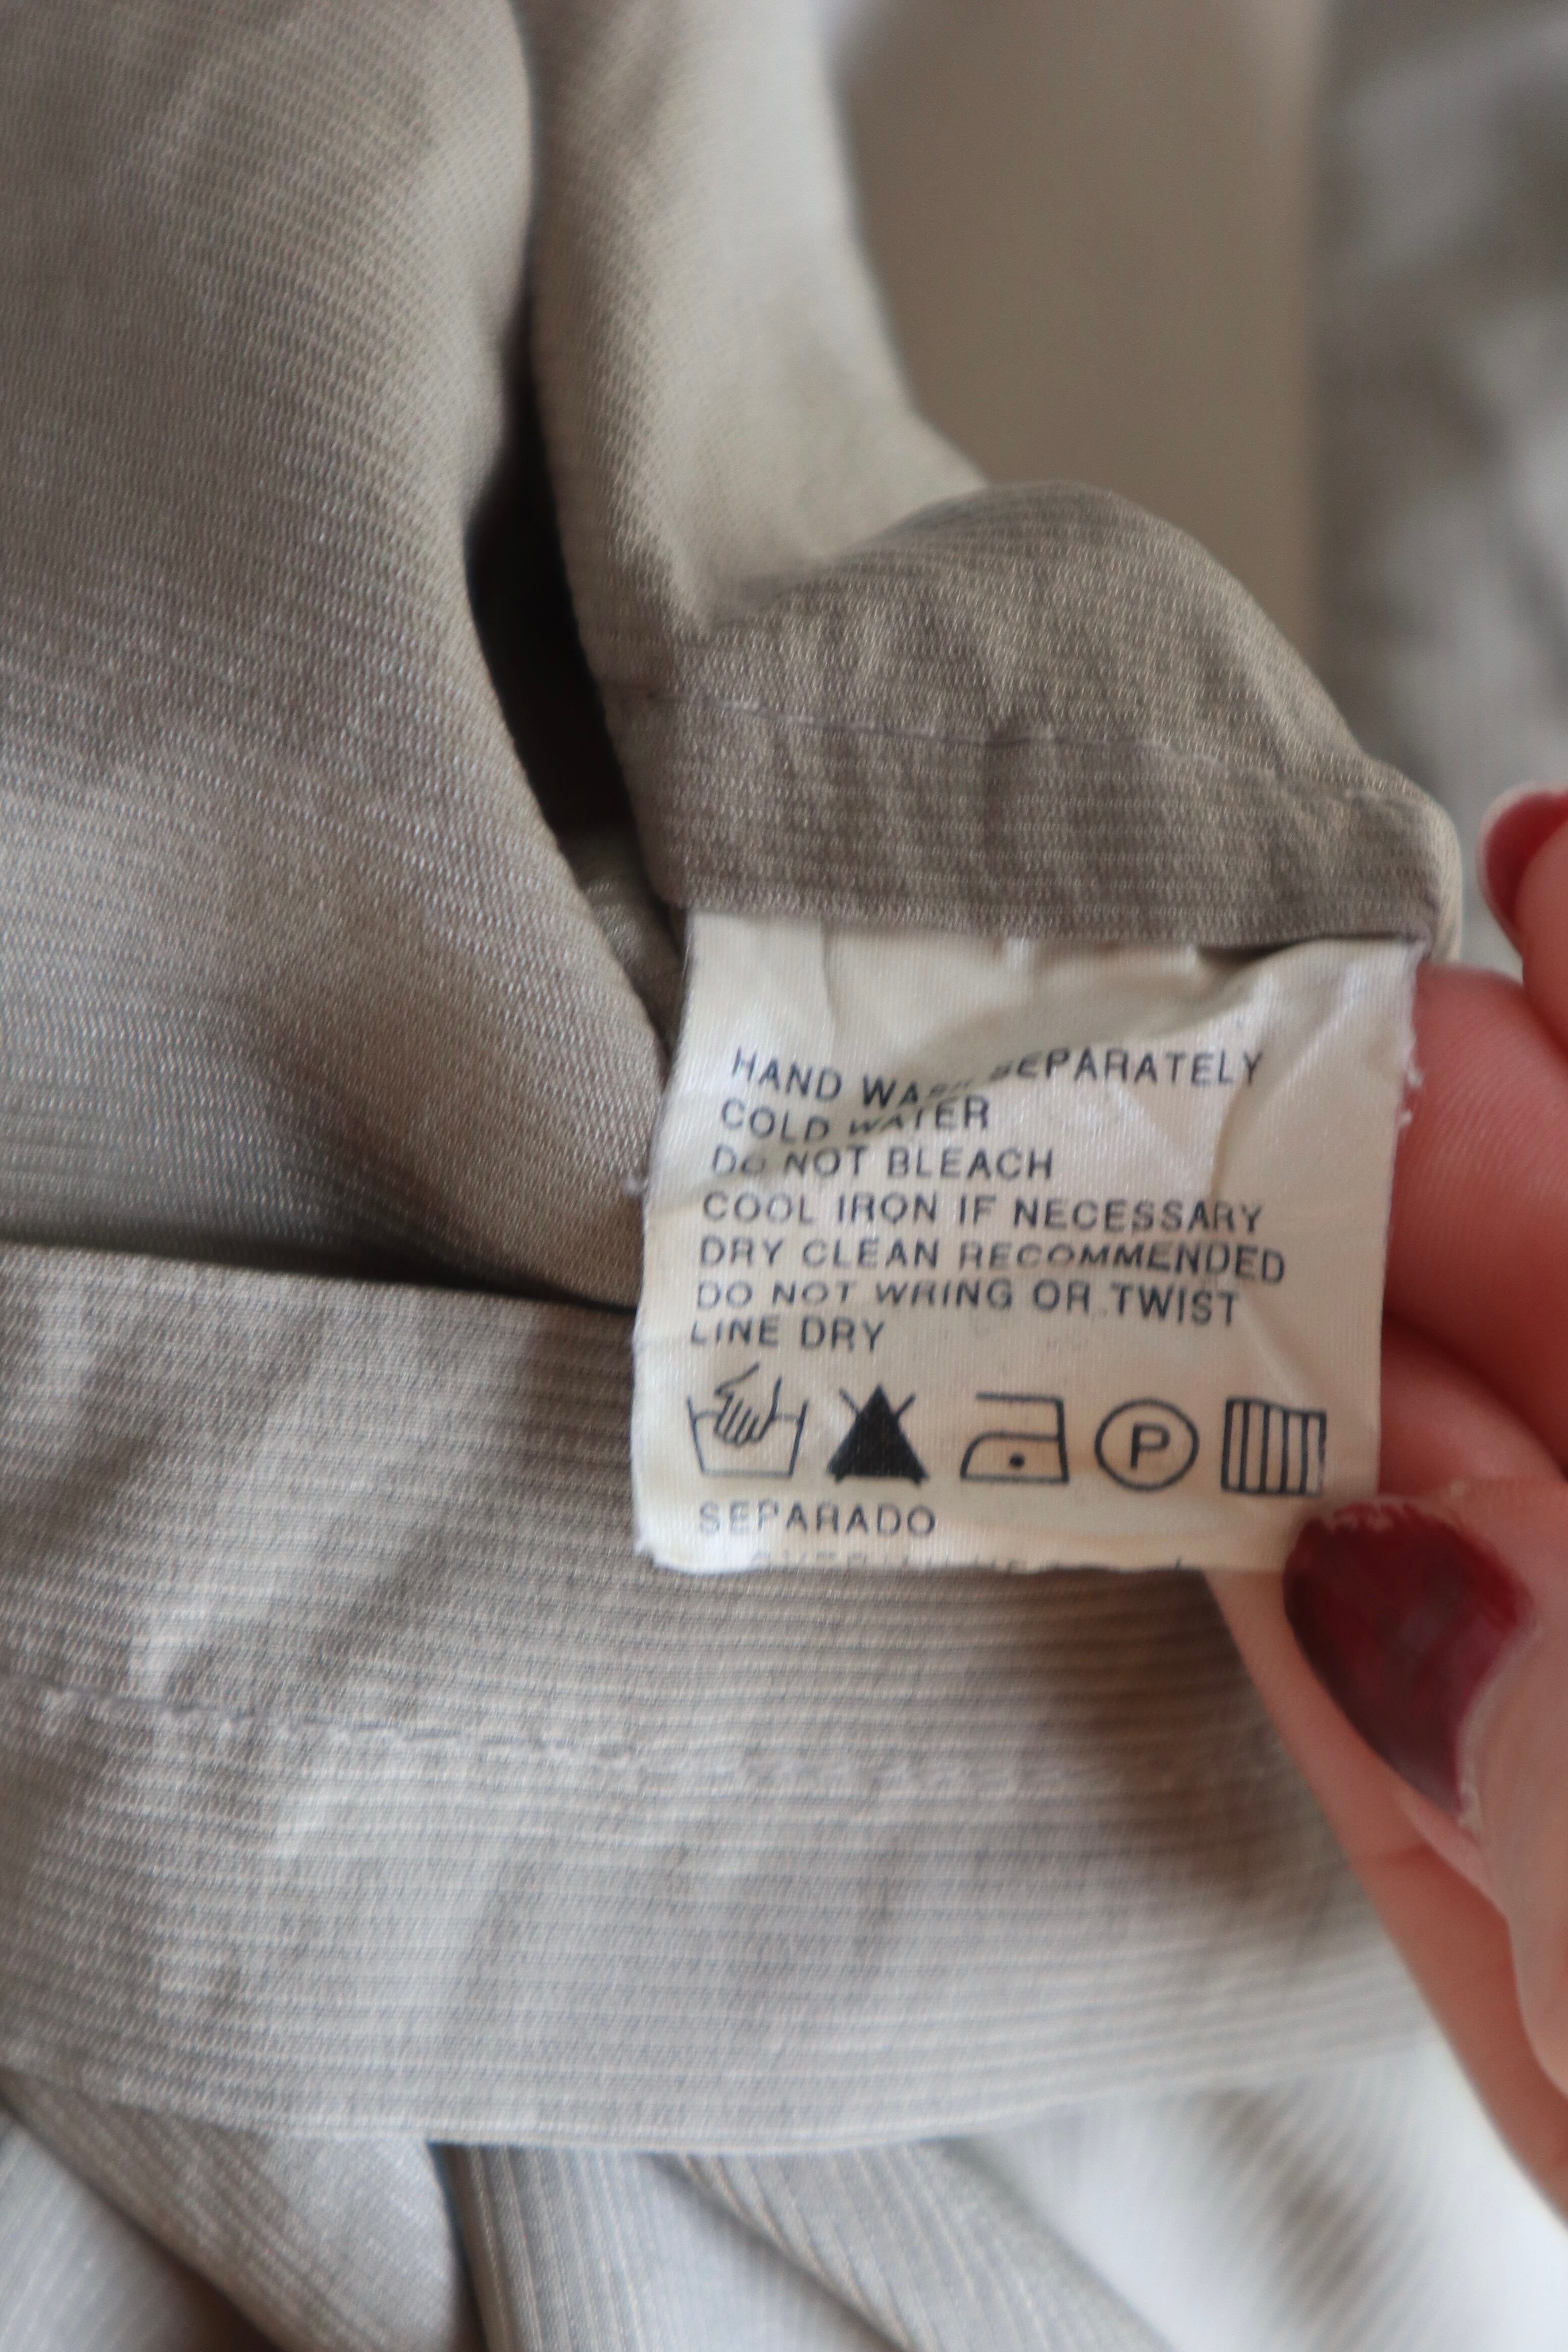 HAND WASH SEPARATELY
COLD WATER
DO NOT BLEACH
COOL IRON IF NECESSARY
DRY CLEAN RECOMMENDED
DO NOT WRING OR TWIST
LINE DRY
P
SEPARADO